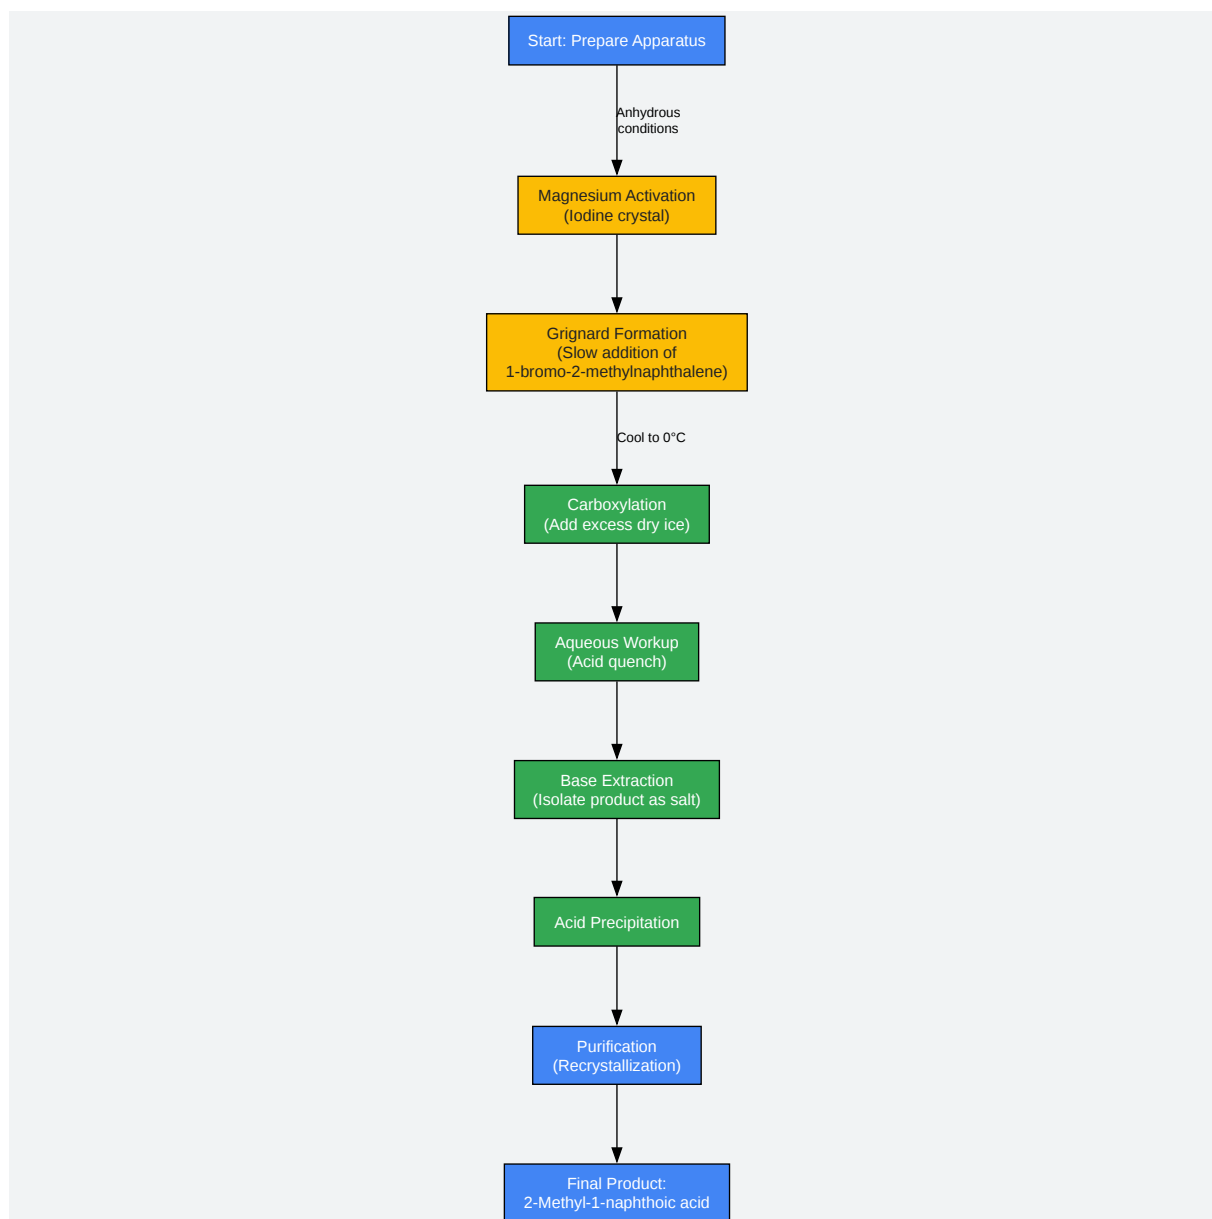 Start: Prepare Apparatus
Anhydrous
conditions
Magnesium Activation
(Iodine crystal)
Grignard Formation
(Slow addition of
1-bromo-2-methylnaphthalene)
Cool to 0°C
Carboxylation
(Add excess dry ice)
Aqueous Workup
(Acid quench)
Base Extraction
(Isolate product as salt)
Acid Precipitation
Purification
(Recrystallization)
Final Product:
2-Methyl-1-naphthoic acid